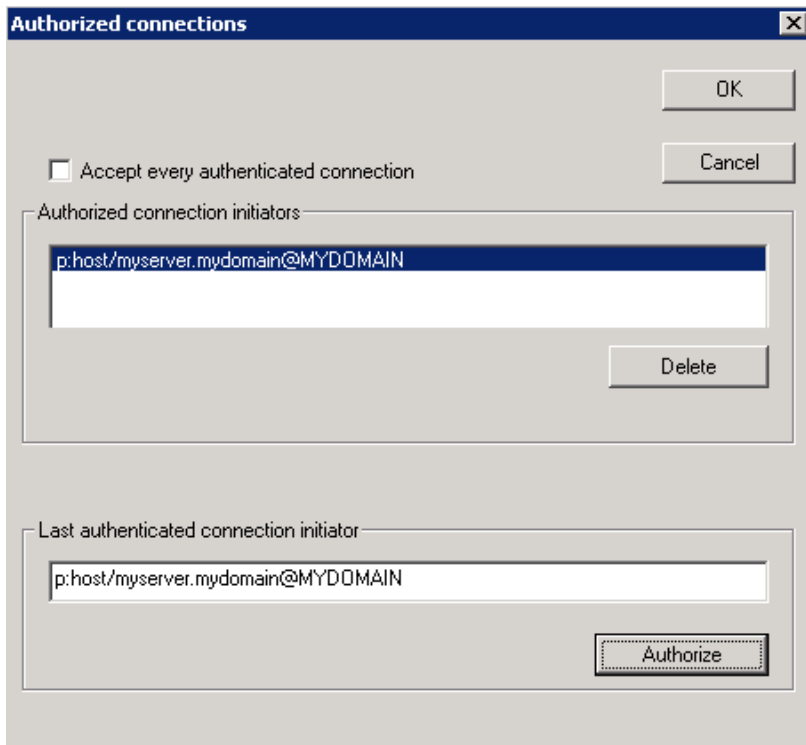 Authorized connections
OK
Accept every authenticated connection
Cancel
Authorized connection initiators
p:host/myserver.mydomain@MYDOMAIN
Delete
Last authenticated connection initiator
p:host/myserver.mydomain@MYDOMAIN
Authorize